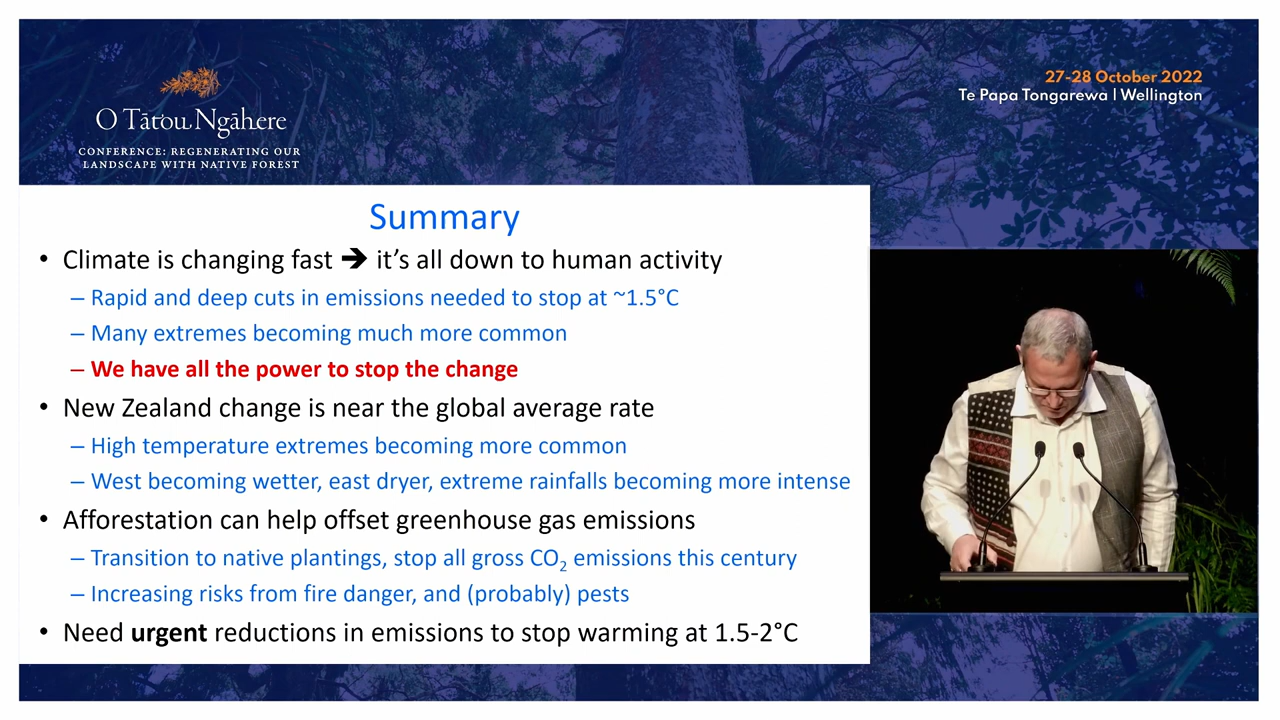 O Tātou Ngāhere
CONFERENCE: REGENERATING OUR
LANDSCAPE WITH NATIVE FOREST
27-28 October 2022
Te Papa Tongarewa | Wellington
Summary
• Climate is changing fast ➔ it’s all down to human activity
– Rapid and deep cuts in emissions needed to stop at ~1.5°C
– Many extremes becoming much more common
– We have all the power to stop the change
• New Zealand change is near the global average rate
– High temperature extremes becoming more common
– West becoming wetter, east dryer, extreme rainfalls becoming more intense
• Afforestation can help offset greenhouse gas emissions
– Transition to native plantings, stop all gross CO₂ emissions this century
– Increasing risks from fire danger, and (probably) pests
• Need urgent reductions in emissions to stop warming at 1.5-2°C